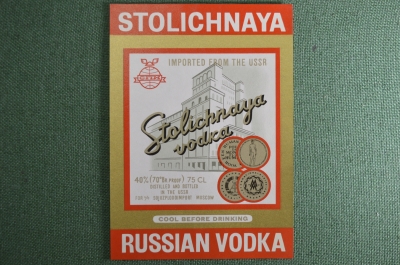 STOLICHNAYA
IMPORTED FROM THE USSR
Stolichnaya
vodka
40% (70° Br. proof) 75 CL
DISTILLED AND BOTTLED
IN THE USSR
COOL BEFORE DRINKING
RUSSIAN VODKA